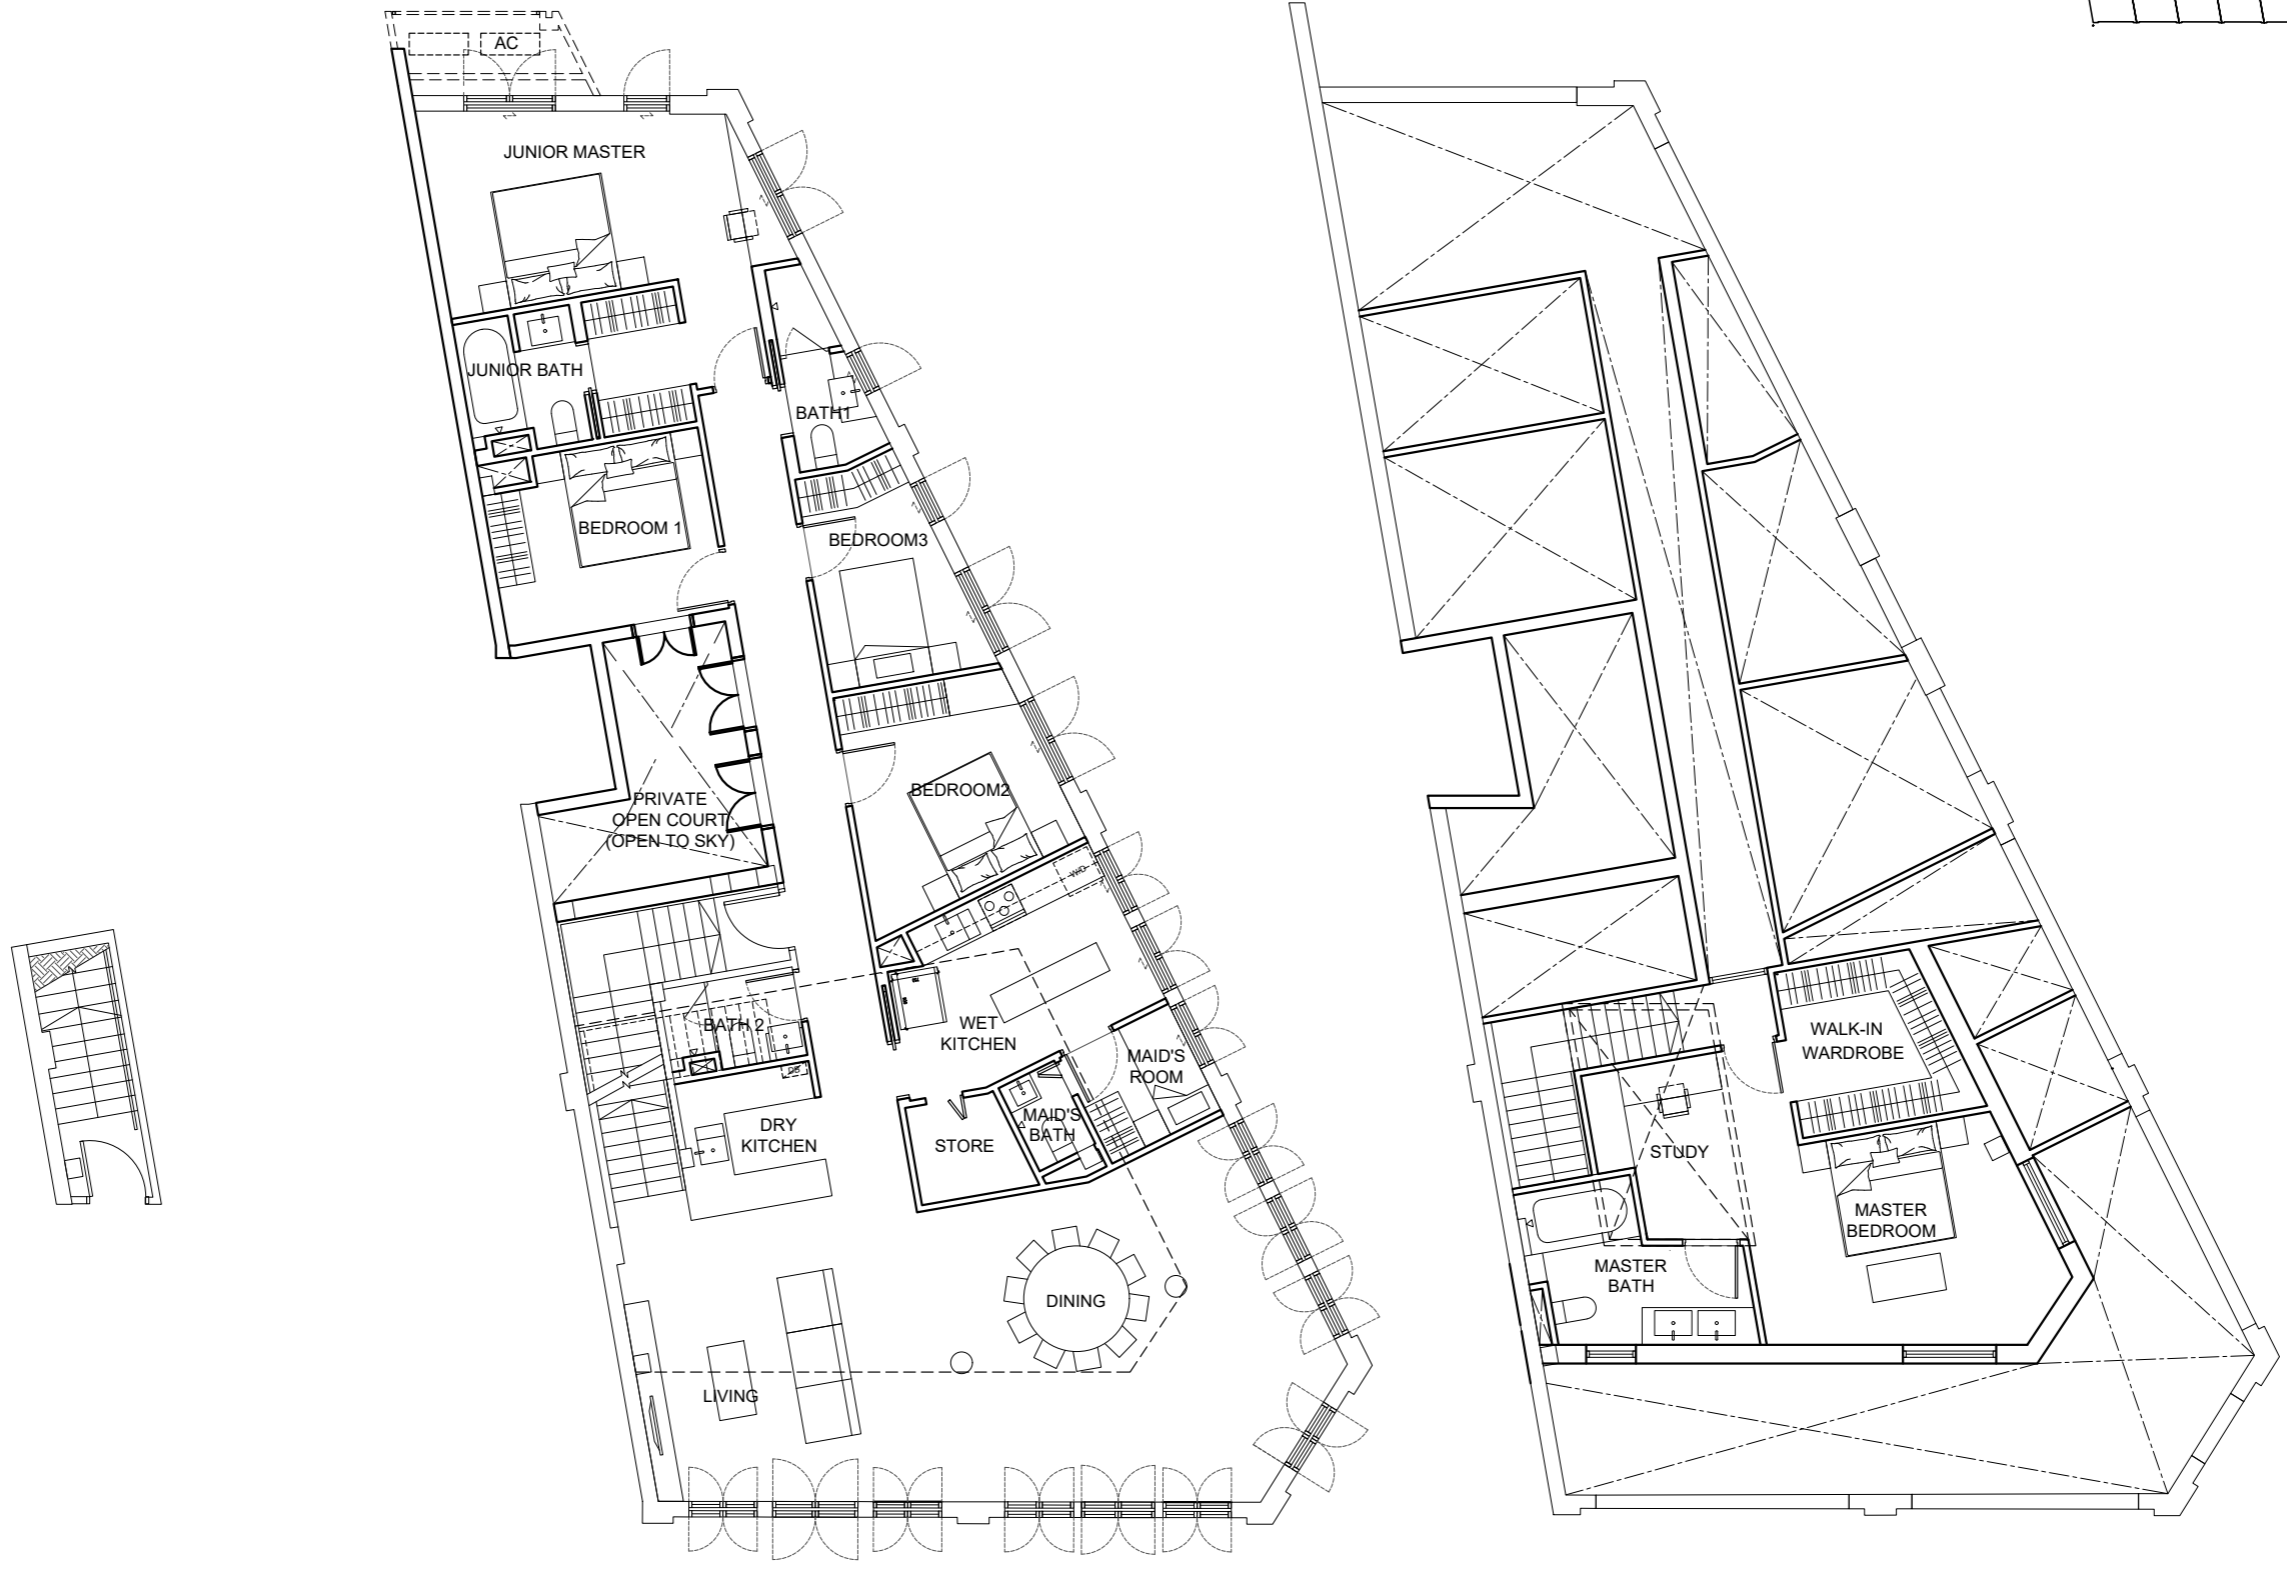 AC
JUNIOR MASTER
JUNIOR BATH
BATH1
BEDROOM 1
BEDROOM3
BEDROOM2
PRIVATE
OPEN COURT
(OPEN TO SKY)
W/D
BATH 2
DB
WET
KITCHEN
MAID'S
ROOM
MAID'S
BATH
STORE
DRY
KITCHEN
DINING
LIVING
WALK-IN
WARDROBE
STUDY
MASTER
BEDROOM
MASTER
BATH